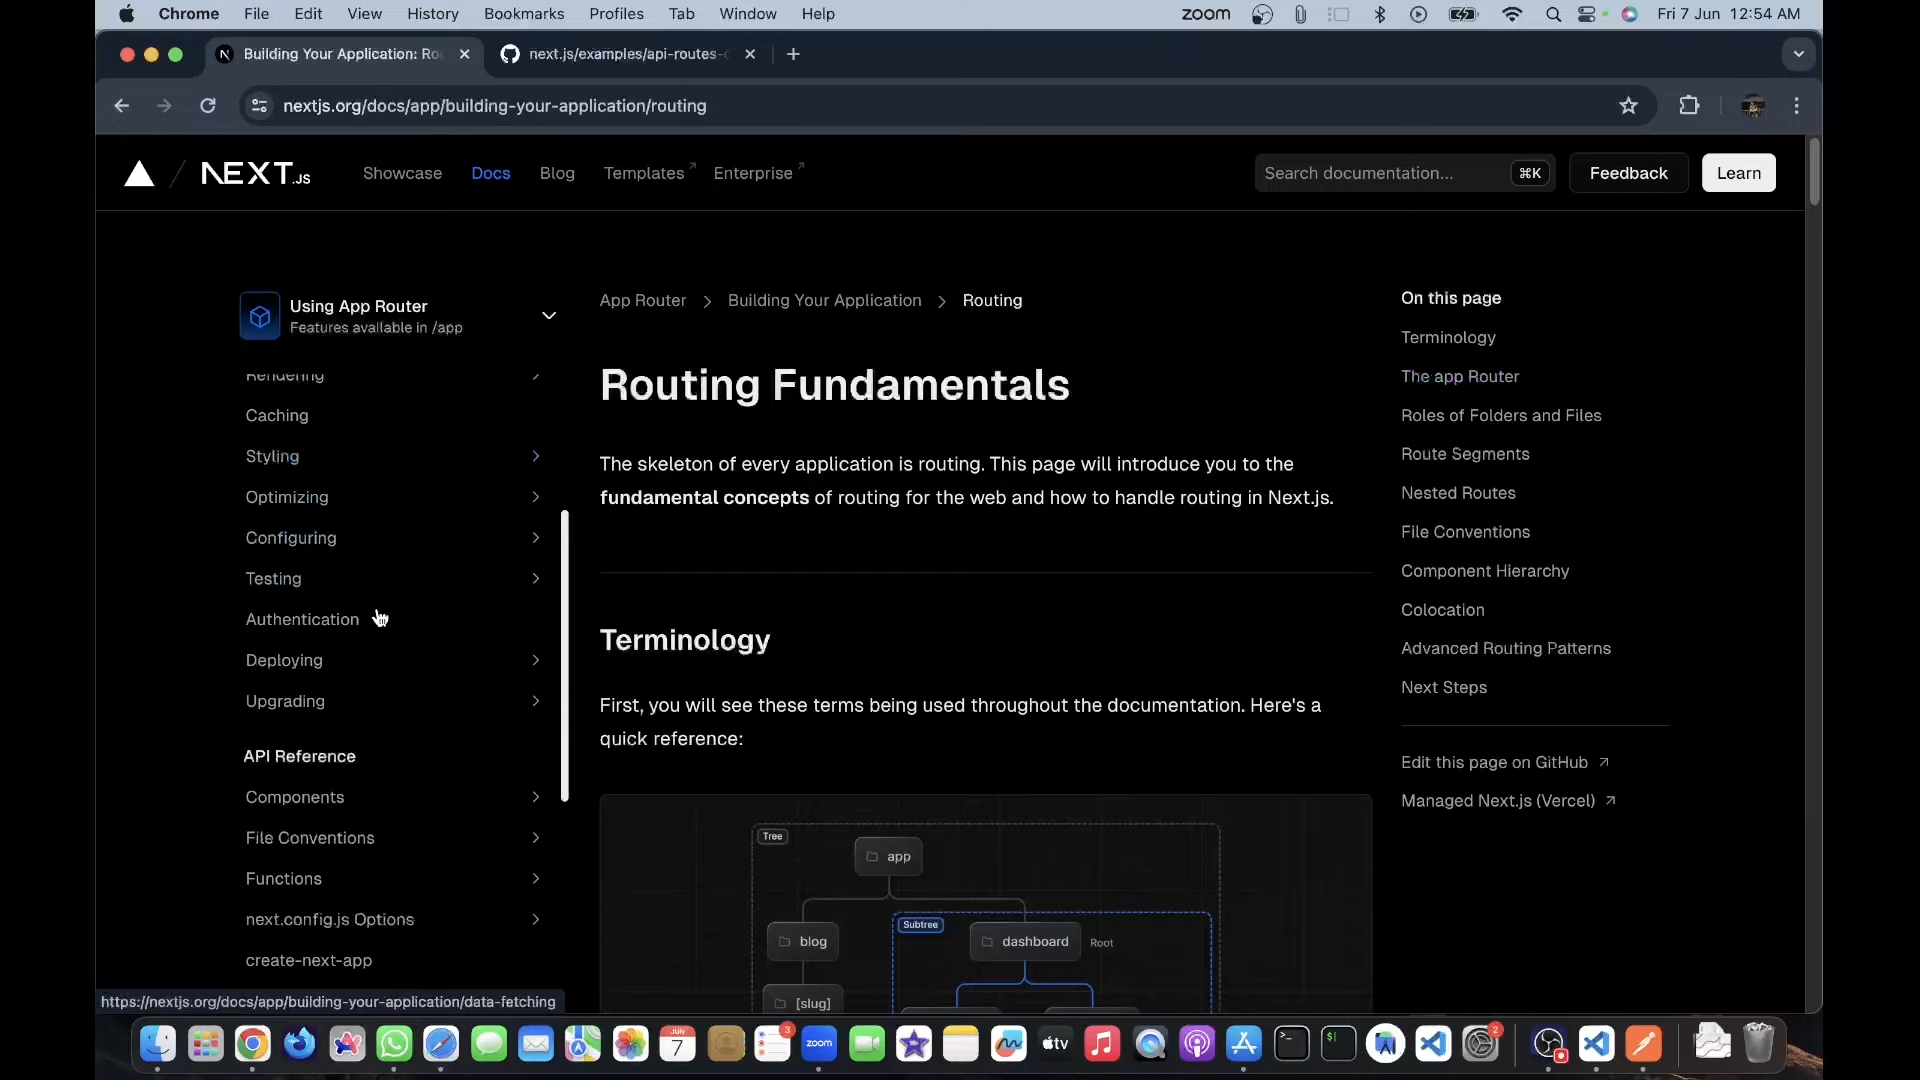 Chrome File Edit View History Bookmarks Profiles Tab Window Help
zoom Fri 7 Jun 12:54 AM
Building Your Application: Ro
next.js/examples/api-routes-
nextjs.org/docs/app/building-your-application/routing
NEXT.JS Showcase Docs Blog Templates Enterprise
Search documentation... ⌘K Feedback Learn
Using App Router
Features available in /app
Rendering
Caching
Styling
Optimizing
Configuring
Testing
Authentication
Deploying
Upgrading
API Reference
Components
File Conventions
Functions
next.config.js Options
create-next-app
https://nextjs.org/docs/app/building-your-application/data-fetching
App Router > Building Your Application > Routing
Routing Fundamentals
The skeleton of every application is routing. This page will introduce you to the
fundamental concepts of routing for the web and how to handle routing in Next.js.
Terminology
First, you will see these terms being used throughout the documentation. Here's a
quick reference:
Tree
app
Subtree
blog
dashboard Root
[slug]
On this page
Terminology
The app Router
Roles of Folders and Files
Route Segments
Nested Routes
File Conventions
Component Hierarchy
Colocation
Advanced Routing Patterns
Next Steps
Edit this page on GitHub
Managed Next.js (Vercel)
JUN
7
3
zoom
tv
2